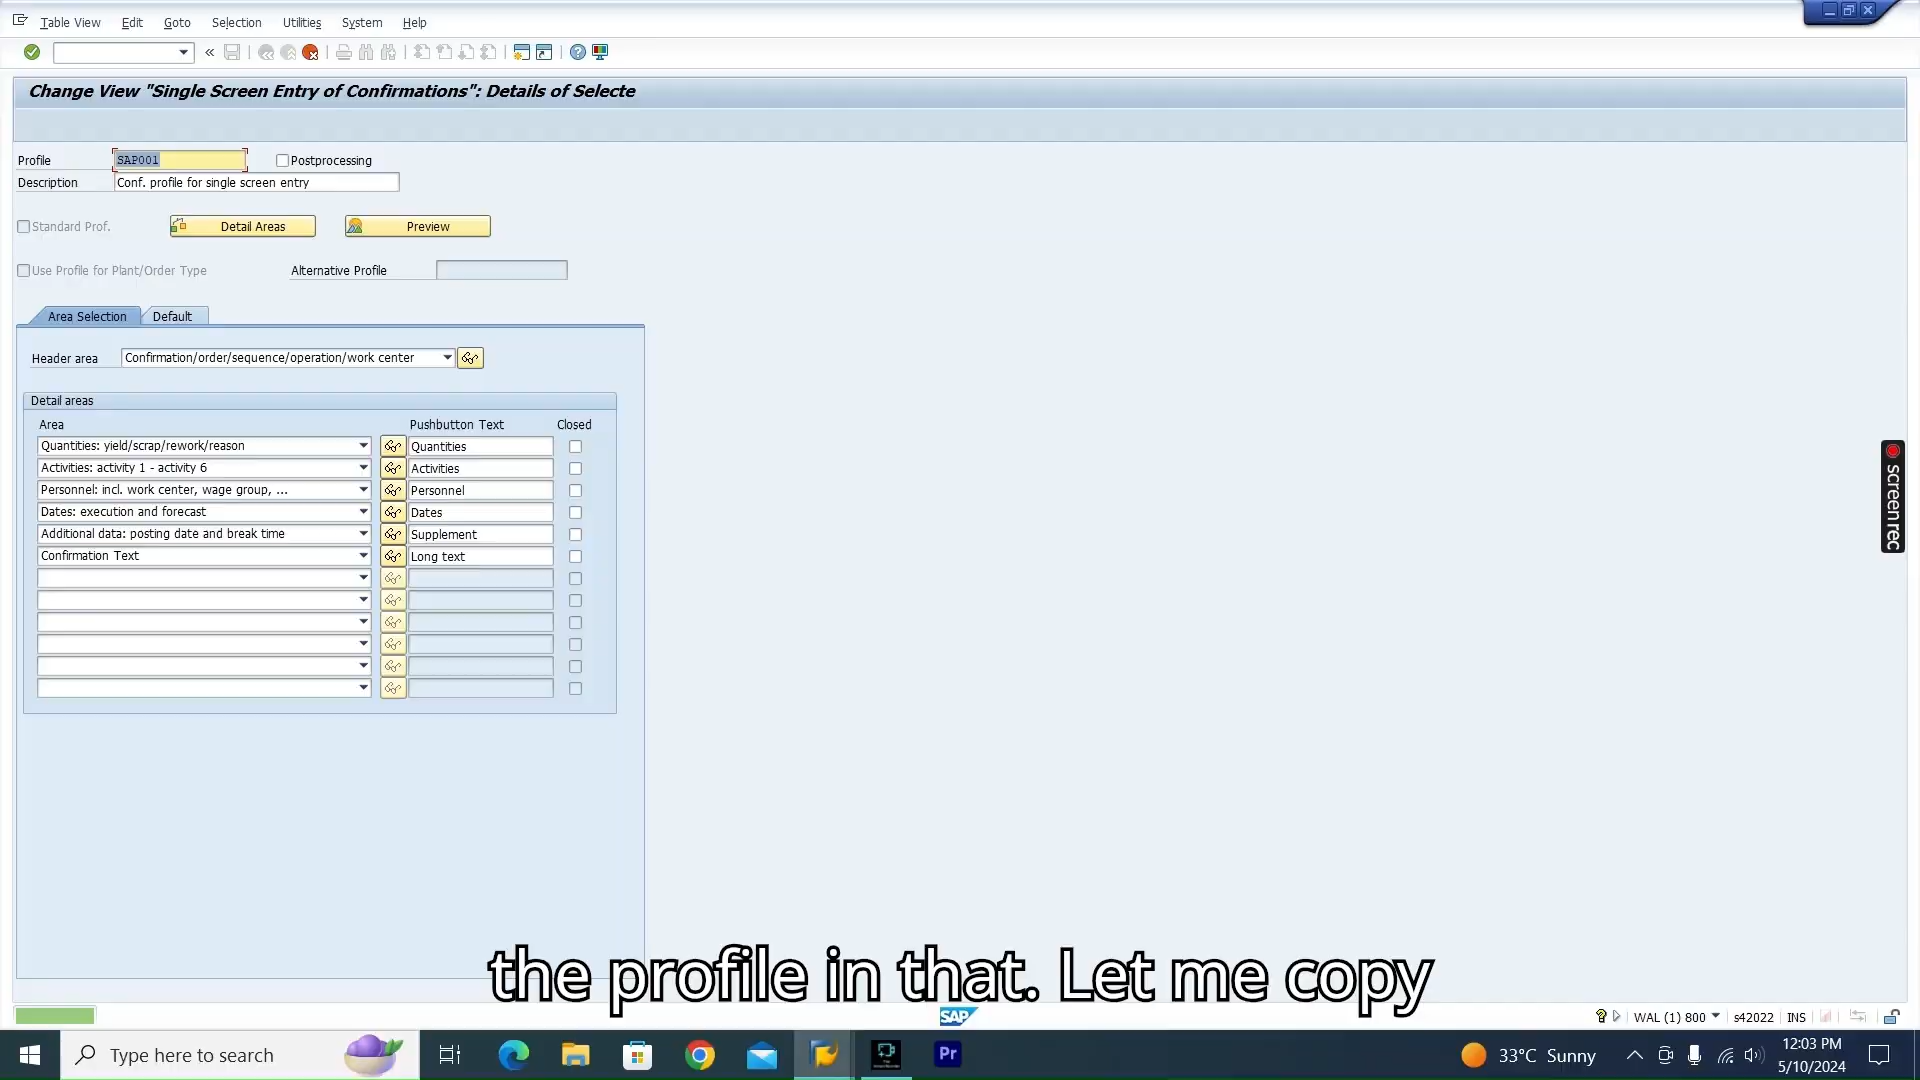 Table View Edit Goto Selection Utilities System Help
Change View "Single Screen Entry of Confirmations": Details of Selecte
Profile SAP001 Postprocessing
Description Conf. profile for single screen entry
Standard Prof. Detail Areas Preview
Use Profile for Plant/Order Type Alternative Profile
Area Selection Default
Header area Confirmation/order/sequence/operation/work center
Detail areas
Area Pushbutton Text Closed
Quantities: yield/scrap/rework/reason Quantities
Activities: activity 1 - activity 6 Activities
Personnel: incl. work center, wage group, ... Personnel
Dates: execution and forecast Dates
Additional data: posting date and break time Supplement
Confirmation Text Long text
screenrec
the profile in that. Let me copy
SAP WAL (1) 800 s42022 INS
Type here to search Pr 33°C Sunny 12:03 PM
5/10/2024